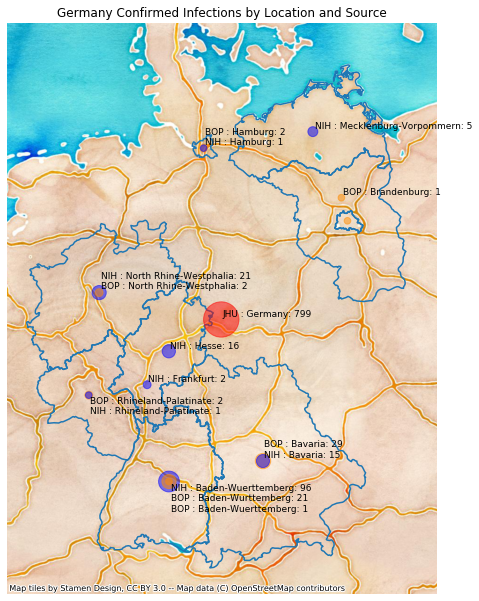 Germany Confirmed Infections by Location and Source
NIH : Mecklenburg-Vorpommern: 5
BOP : Hamburg: 2
NIH : Hamburg: 1
BOP : Brandenburg: 1
NIH : North Rhine-Westphalia: 21
BOP : North Rhine-Westphalia: 2
JHU : Germany: 799
NIH : Hesse: 16
NIH : Frankfurt: 2
BOP : Rhineland-Palatinate: 2
NIH : Rhineland-Palatinate: 1
BOP : Bavaria: 29
NIH : Bavaria: 15
NIH : Baden-Wuerttemberg: 96
BOP : Baden-Wurttemberg: 21
BOP : Baden-Wuerttemberg: 1
Map tiles by Stamen Design, CC BY 3.0 -- Map data (C) OpenStreetMap contributors